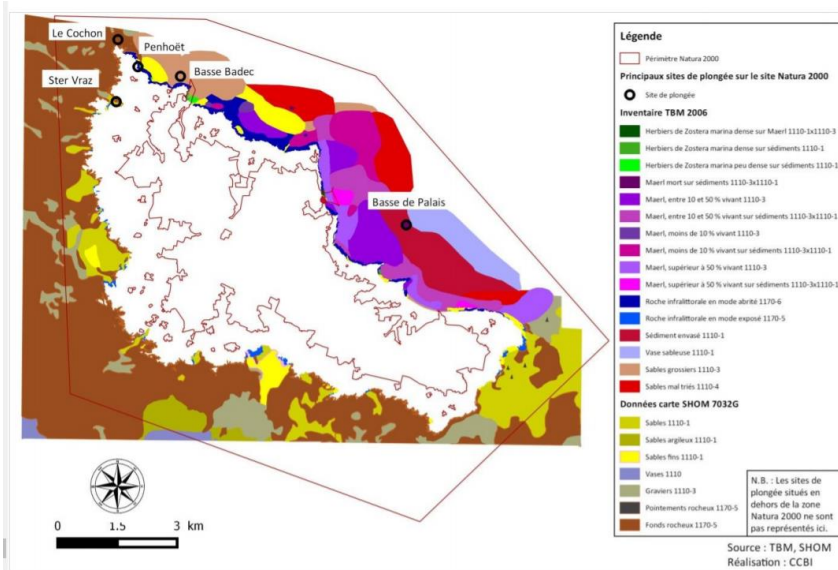 Le Cochon
Penhoët
Basse Badec
Ster Vraz
Basse de Palais
0 1.5 3 km
Légende
Périmètre Natura 2000
Principaux sites de plongée sur le site Natura 2000
Site de plongée
Inventaire TBM 2006
Herbiers de Zostera marina dense sur Maerl 1110-1x1110-3
Herbiers de Zostera marina dense sur sédiments 1110-1
Herbiers de Zostera marina peu dense sur sédiments 1110-1
Maerl mort sur sédiments 1110-3x1110-1
Maerl, entre 10 et 50 % vivant 1110-3
Maerl, entre 10 et 50 % vivant sur sédiments 1110-3x1110-1
Maerl, moins de 10 % vivant 1110-3
Maerl, moins de 10 % vivant sur sédiments 1110-3x1110-1
Maerl, supérieur à 50 % vivant 1110-3
Maerl, supérieur à 50 % vivant sur sédiments 1110-3x1110-1
Roche infralittorale en mode abrité 1170-6
Roche infralittorale en mode exposé 1170-5
Sédiment envasé 1110-1
Vase sableuse 1110-1
Sables grossiers 1110-3
Sables mal triés 1110-4
Données carte SHOM 7032G
Sables 1110-1
Sables argileux 1110-1
Sables fins 1110-1
Vases 1110
Graviers 1110-3
Pointements rocheux 1170-5
Fonds rocheux 1170-5
N.B. : Les sites de
plongée situés en
dehors de la zone
Natura 2000 ne sont
pas représentés ici.
Source : TBM, SHOM
Réalisation : CCBI